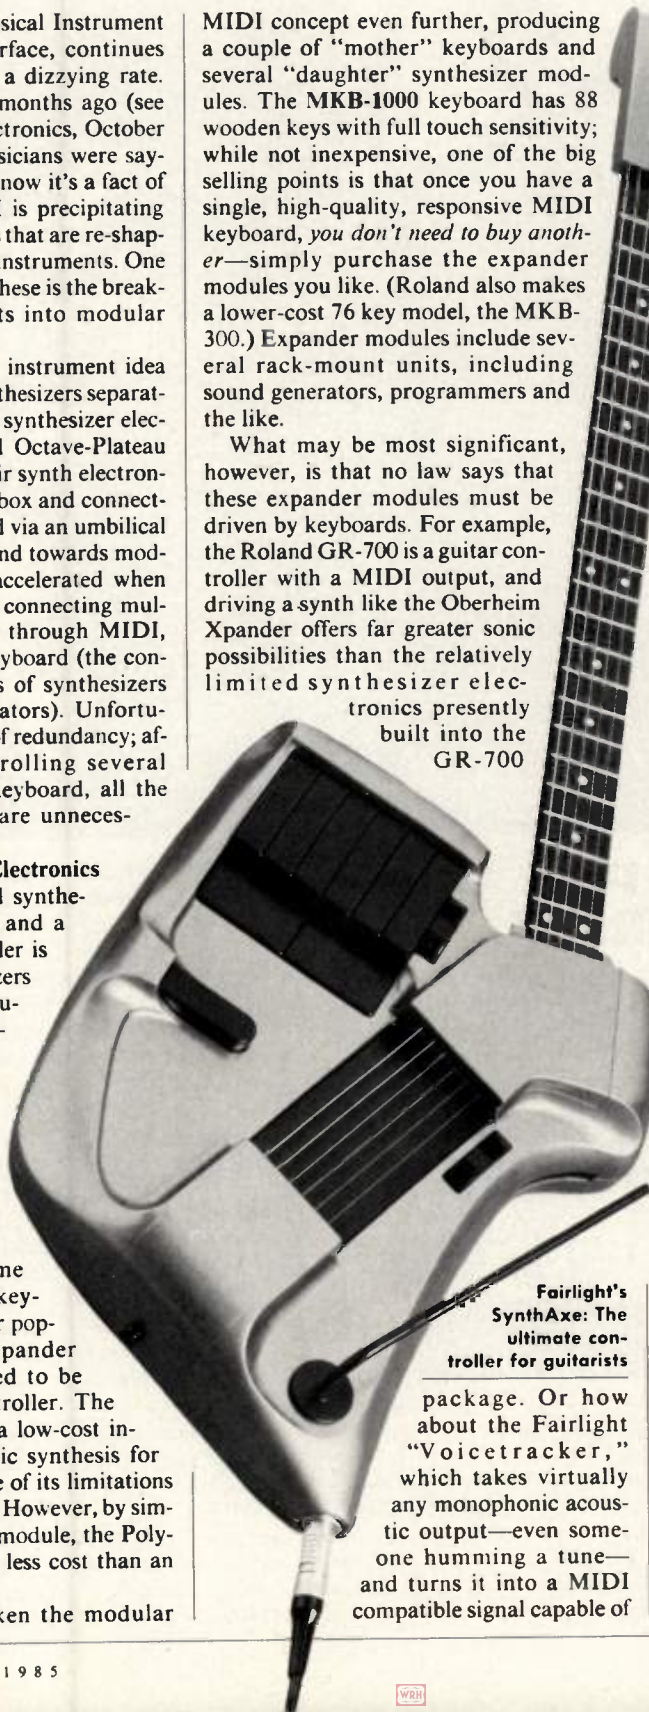 sical Instrument
rface, continues
a dizzying rate.
months ago (see
ctronics, October
sicians were say-
now it's a fact of
is precipitating
that are re-shap-
nstruments. One
hese is the break-
ts into modular
instrument idea
thesizers separat-
synthesizer elec-
Octave-Plateau
ir synth electron-
box and connect-
d via an umbilical
nd towards mod-
accelerated when
connecting mul-
through MIDI,
yboard (the con-
s of synthesizers
ators). Unfortu-
f redundancy; af-
rolling several
keyboard, all the
are unneces-
Electronics
d synthe-
and a
ler is
zers
u-
–
me
key-
r pop-
pander
ed to be
roller. The
a low-cost in-
ic synthesis for
e of its limitations
However, by sim-
module, the Poly-
less cost than an
ken the modular
MIDI concept even further, producing
a couple of “mother” keyboards and
several “daughter” synthesizer mod-
ules. The MKB-1000 keyboard has 88
wooden keys with full touch sensitivity;
while not inexpensive, one of the big
selling points is that once you have a
single, high-quality, responsive MIDI
keyboard, you don't need to buy anoth-
er—simply purchase the expander
modules you like. (Roland also makes
a lower-cost 76 key model, the MKB-
300.) Expander modules include sev-
eral rack-mount units, including
sound generators, programmers and
the like.
What may be most significant,
however, is that no law says that
these expander modules must be
driven by keyboards. For example,
the Roland GR-700 is a guitar con-
troller with a MIDI output, and
driving a synth like the Oberheim
Xpander offers far greater sonic
possibilities than the relatively
limited synthesizer elec-
tronics presently
built into the
GR-700
Fairlight's
SynthAxe: The
ultimate con-
troller for guitarists
package. Or how
about the Fairlight
“Voicetracker,”
which takes virtually
any monophonic acous-
tic output—even some-
one humming a tune—
and turns it into a MIDI
compatible signal capable of
1985
WRH